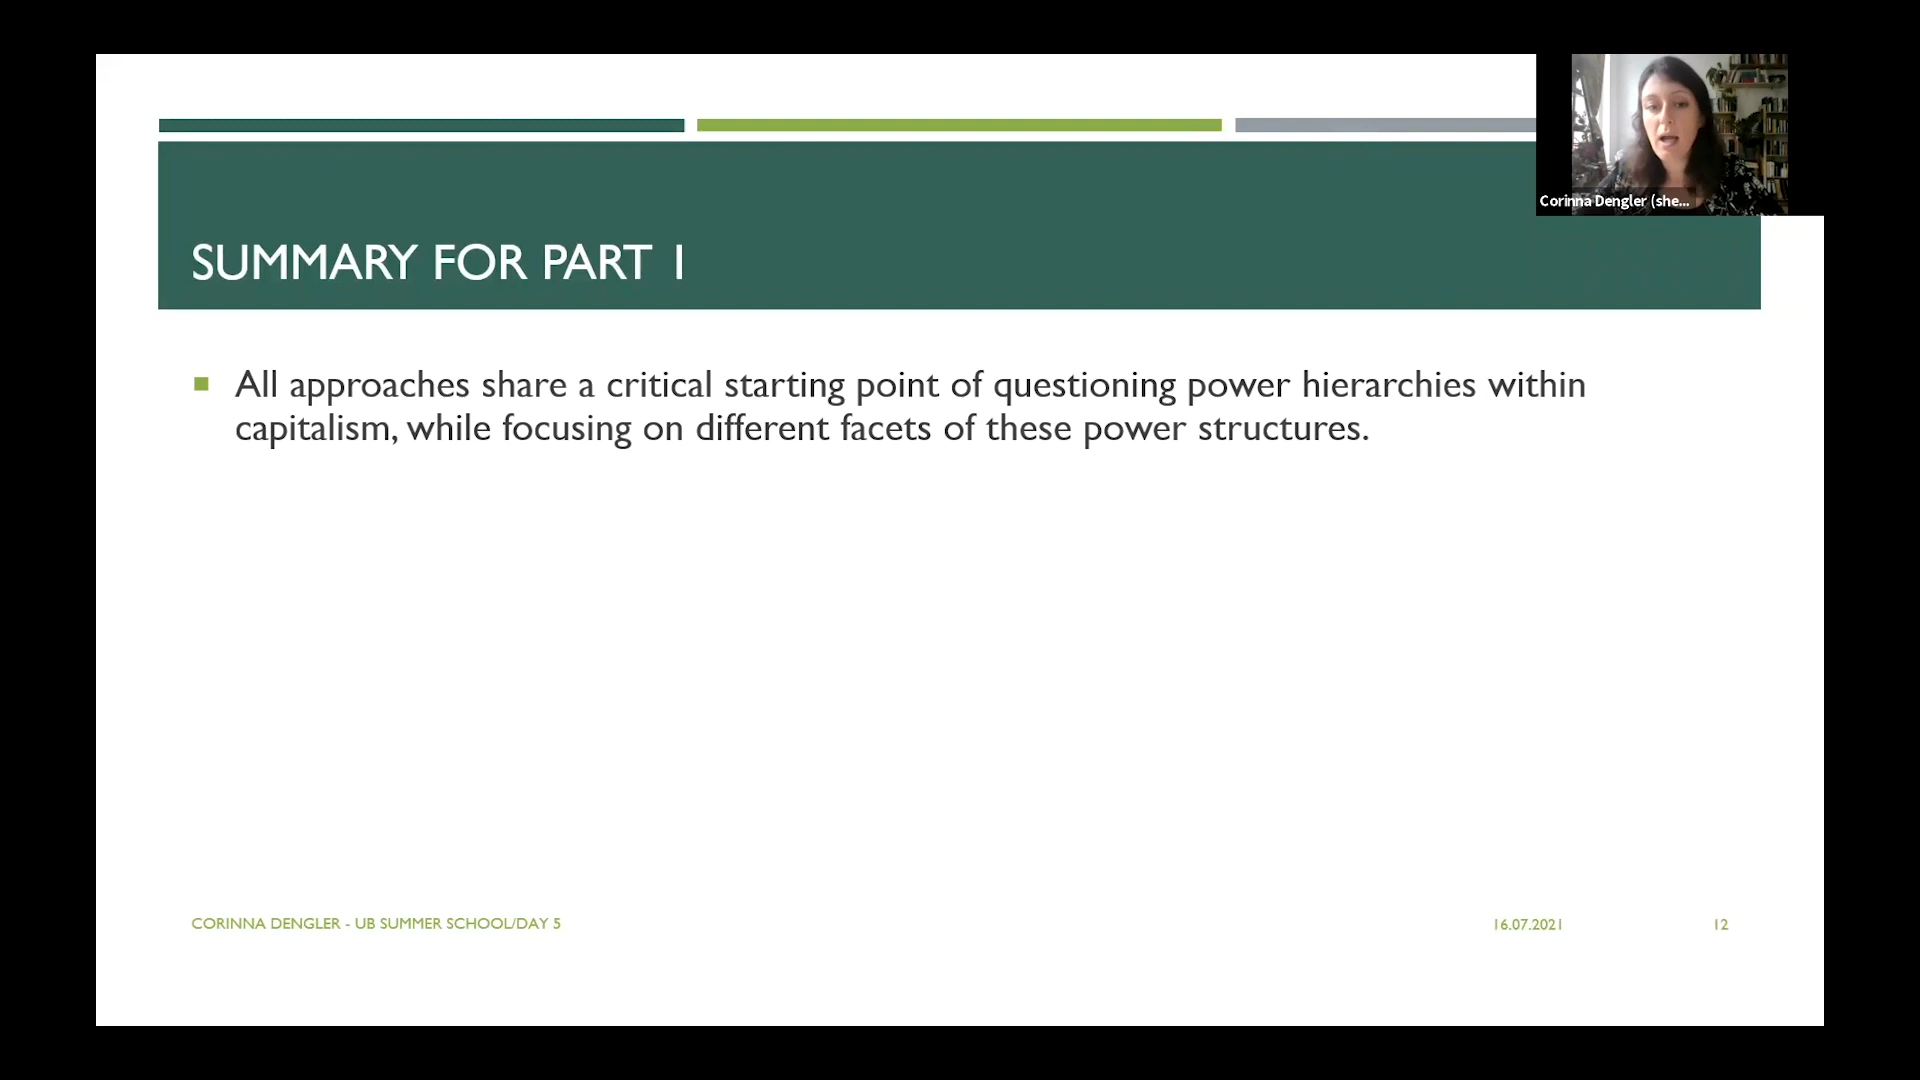 Corinna Dengler (she...
SUMMARY FOR PART 1
All approaches share a critical starting point of questioning power hierarchies within
capitalism, while focusing on different facets of these power structures.
CORINNA DENGLER - UB SUMMER SCHOOL/DAY 5
16.07.2021
12